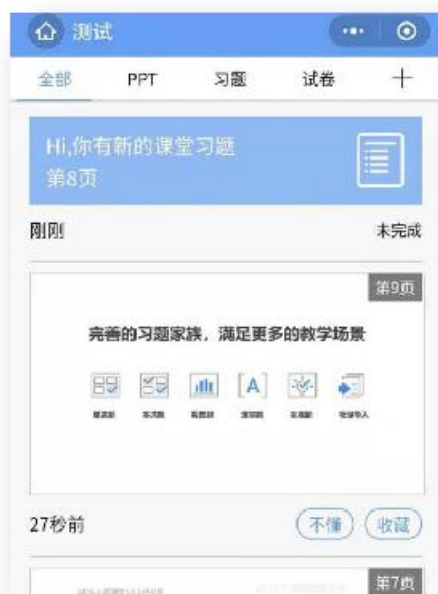 测试
全部 PPT 习题 试卷
Hi,你有新的课堂习题
第8页
刚刚 未完成
第9页
完善的习题家族，满足更多的教学场景
A
27秒前 不懂 收藏
第7页